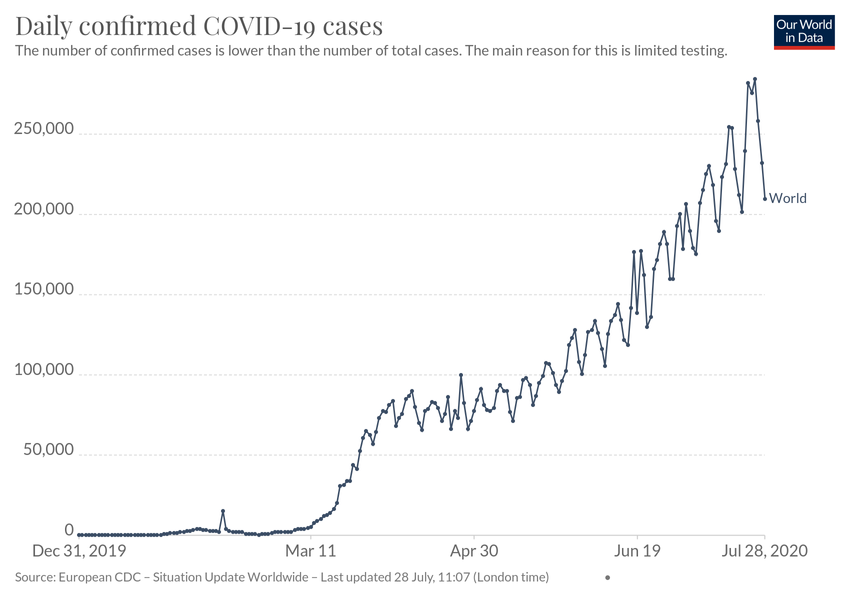 Daily confirmed COVID-19 cases
Our World
in Data
The number of confirmed cases is lower than the number of total cases. The main reason for this is limited testing.
250,000
200,000
World
150,000
100,000
50,000
0
Dec 31, 2019
Mar 11
Apr 30
Jun 19
Jul 28, 2020
Source: European CDC – Situation Update Worldwide – Last updated 28 July, 11:07 (London time)